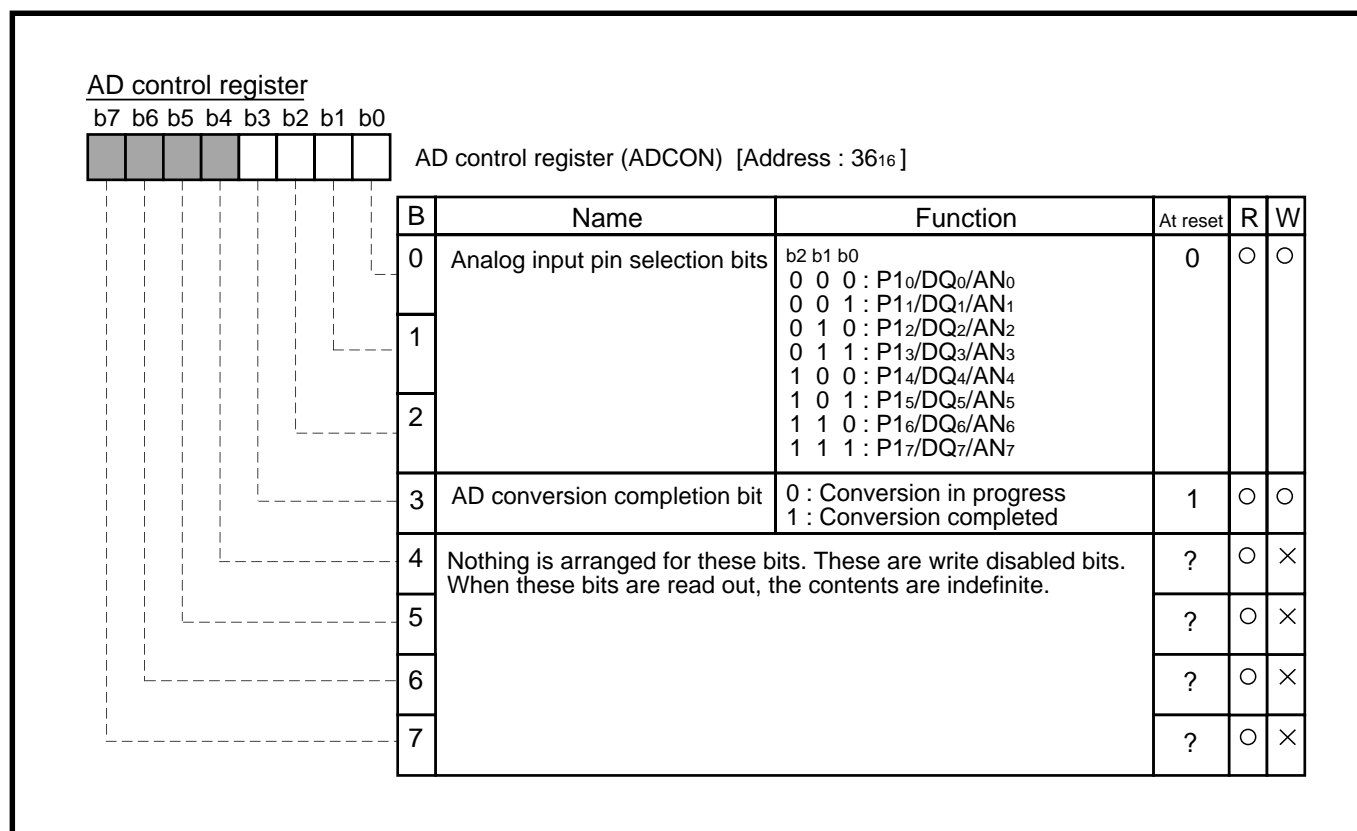 AD control register
b7 b6 b5 b4 b3 b2 b1 b0
AD control register (ADCON) [Address : 36₁₆]
B Name Function At reset R W
0 Analog input pin selection bits b2 b1 b0 0 ○ ○
0 0 0 : P1₀/DQ₀/AN₀
0 0 1 : P1₁/DQ₁/AN₁
0 1 0 : P1₂/DQ₂/AN₂
1
0 1 1 : P1₃/DQ₃/AN₃
1 0 0 : P1₄/DQ₄/AN₄
1 0 1 : P1₅/DQ₅/AN₅
2
1 1 0 : P1₆/DQ₆/AN₆
1 1 1 : P1₇/DQ₇/AN₇
3 AD conversion completion bit 0 : Conversion in progress 1 ○ ○
1 : Conversion completed
4 Nothing is arranged for these bits. These are write disabled bits. ? ○ ×
When these bits are read out, the contents are indefinite.
5 ? ○ ×
6 ? ○ ×
7 ? ○ ×